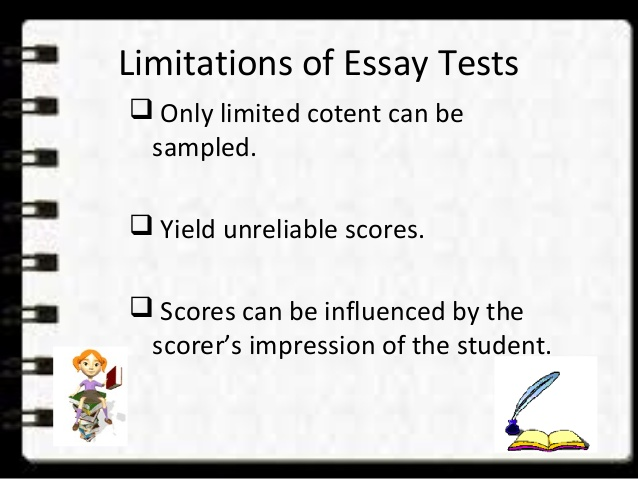 Limitations of Essay Tests
❑ Only limited cotent can be
sampled.
❑ Yield unreliable scores.
❑ Scores can be influenced by the
scorer’s impression of the student.